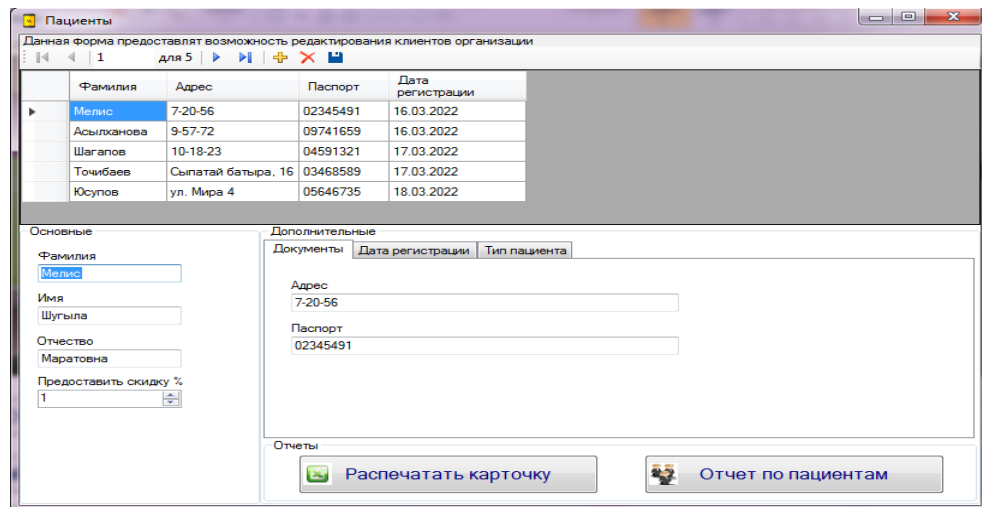 Пациенты
Данная форма предоставлят возможность редактирования клиентов организации
1 для 5
Фамилия Адрес Паспорт Дата регистрации
Мелис 7-20-56 02345491 16.03.2022
Асылханова 9-57-72 09741659 16.03.2022
Шагапов 10-18-23 04591321 17.03.2022
Точибаев Сыпатай батыра, 16 03468589 17.03.2022
Юсупов ул. Мира 4 05646735 18.03.2022
Основные
Фамилия
Мелис
Имя
Шугыла
Отчество
Маратовна
Предоставить скидку %
1
Дополнительные
Документы Дата регистрации Тип пациента
Адрес
7-20-56
Паспорт
02345491
Отчеты
Распечатать карточку Отчет по пациентам